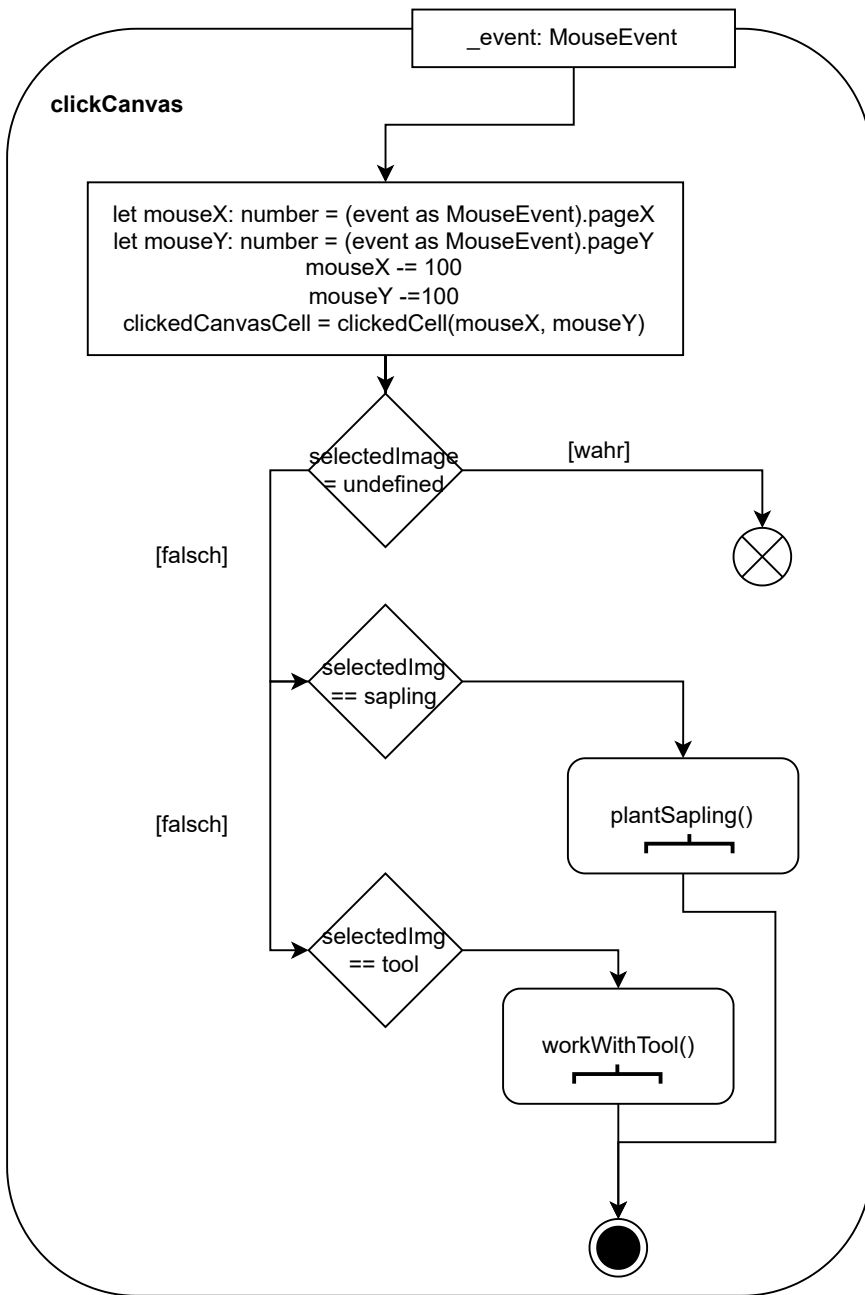 _event: MouseEvent
clickCanvas
let mouseX: number = (event as MouseEvent).pageX
let mouseY: number = (event as MouseEvent).pageY
mouseX -= 100
mouseY -=100
clickedCanvasCell = clickedCell(mouseX, mouseY)
selectedImage
= undefined
[wahr]
[falsch]
selectedImg
== sapling
plantSapling()
[falsch]
selectedImg
== tool
workWithTool()